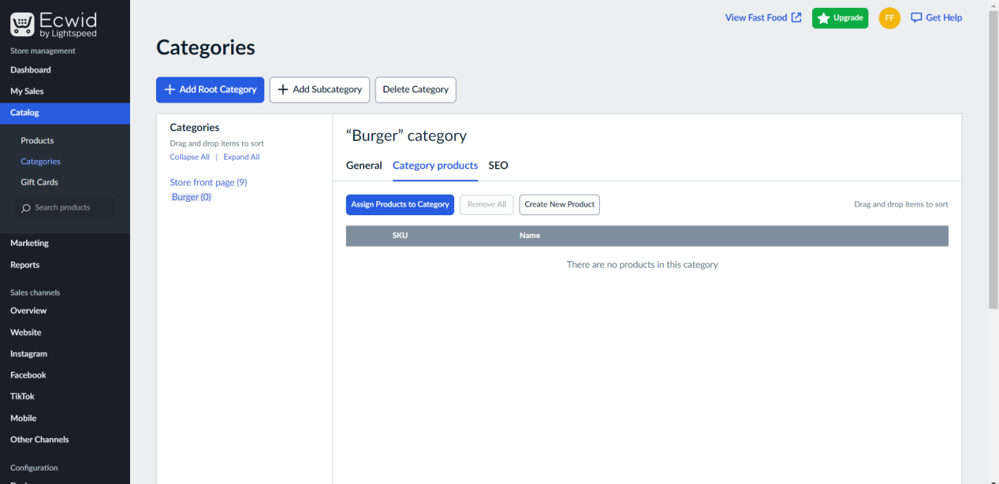 Ecwid
by Lightspeed
Store management
Dashboard
My Sales
Catalog
Products
Categories
Gift Cards
Search products
Marketing
Reports
Sales channels
Overview
Website
Instagram
Facebook
TikTok
Mobile
Other Channels
Configuration
View Fast Food
Upgrade
FF
Get Help
Categories
+ Add Root Category
+ Add Subcategory
Delete Category
Categories
Drag and drop items to sort
Collapse All | Expand All
Store front page (9)
Burger (0)
“Burger” category
General Category products SEO
Assign Products to Category Remove All Create New Product Drag and drop items to sort
SKU Name
There are no products in this category